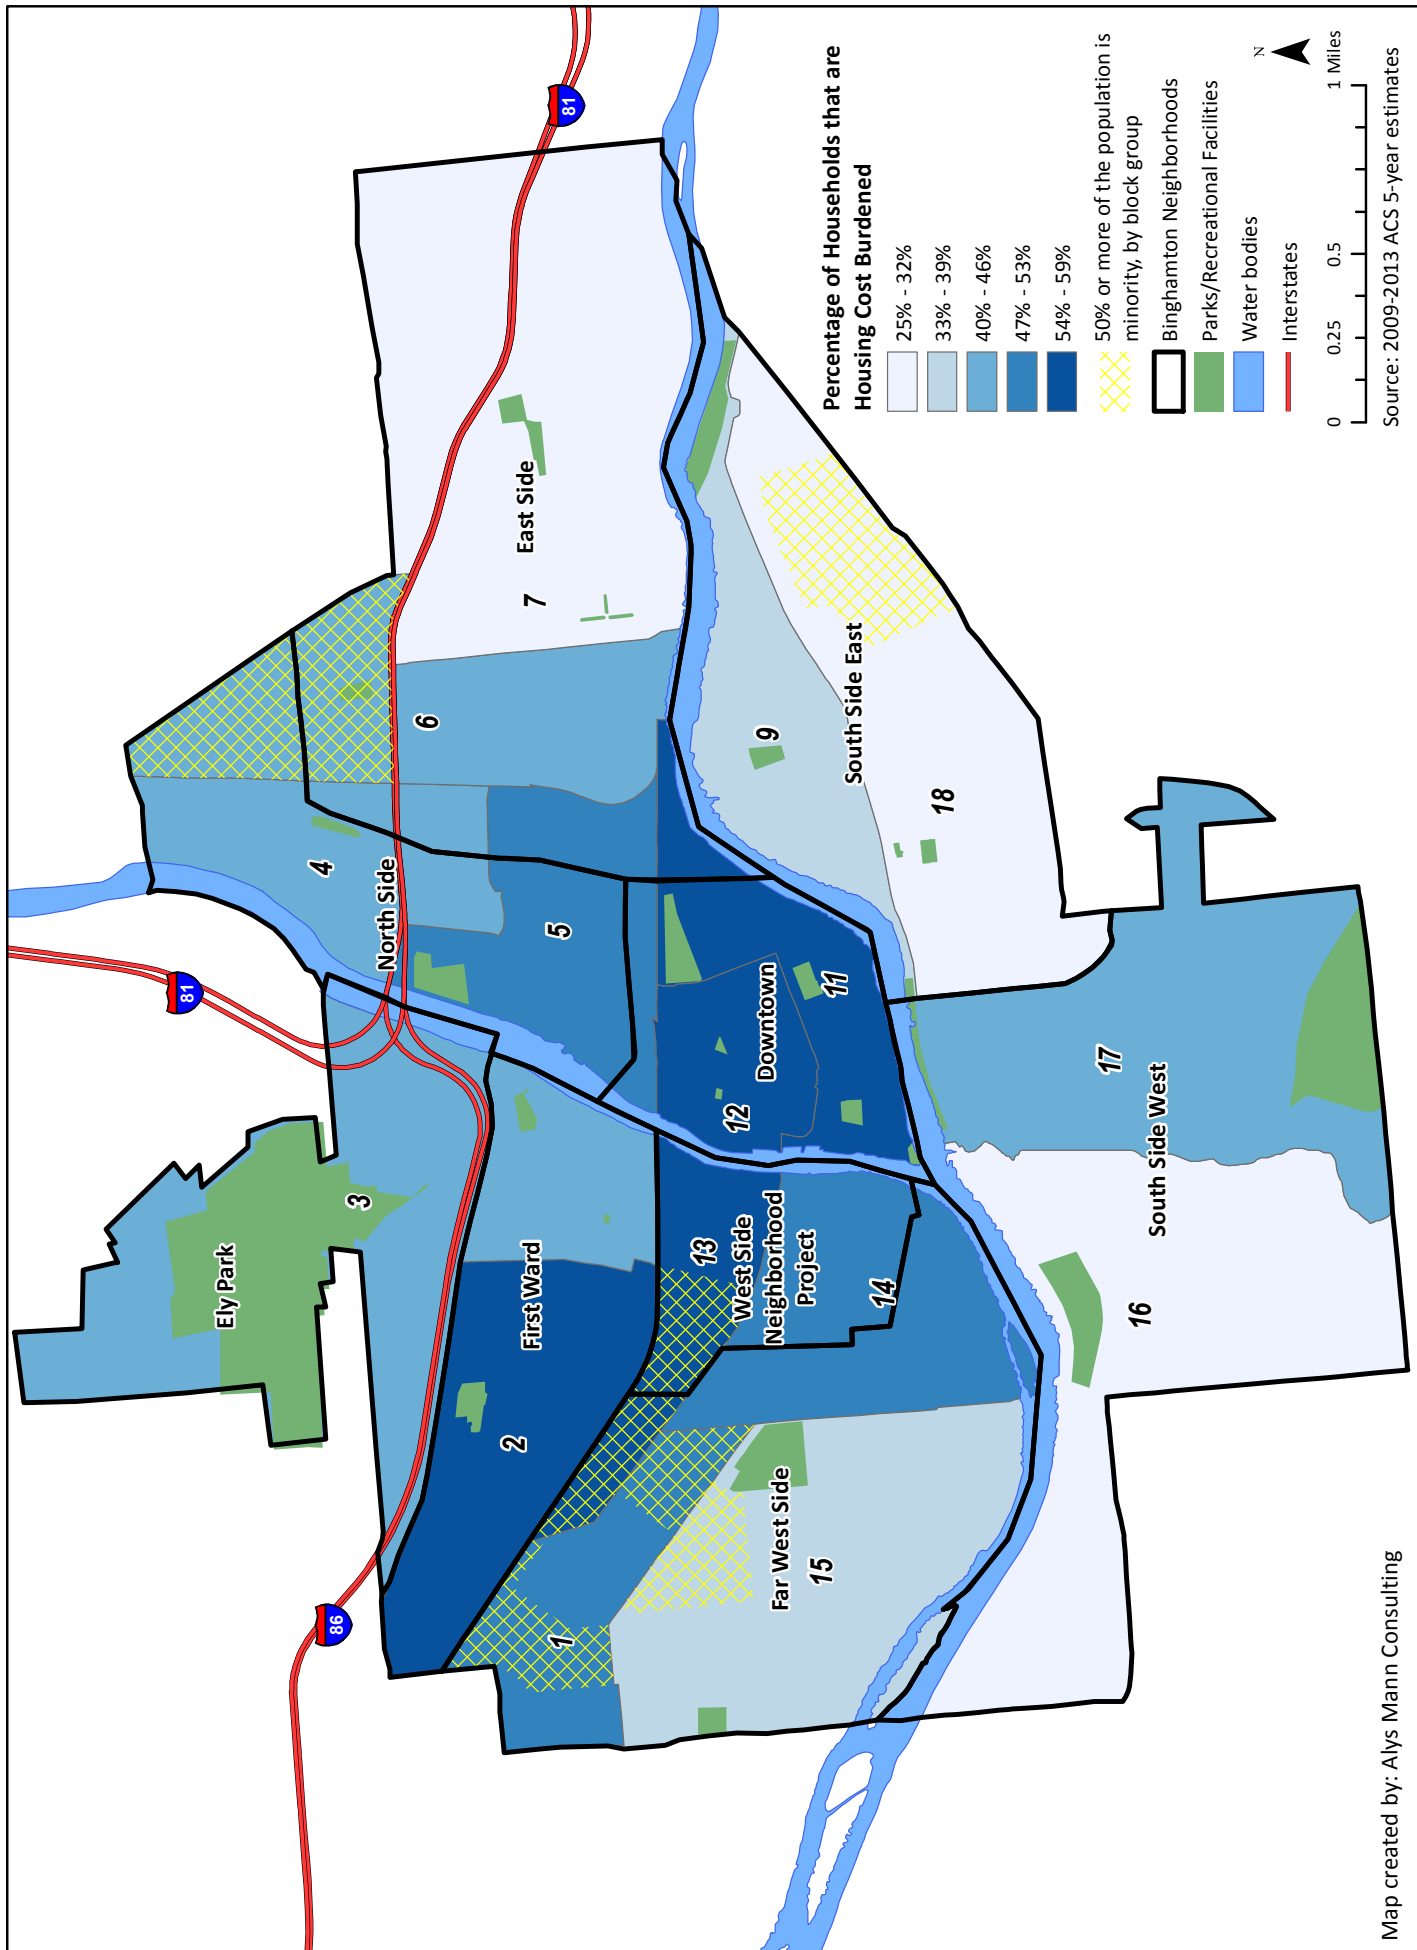 81
81
86
Ely Park
3
North Side
4
5
6
East Side
7
First Ward
2
1
Downtown
12
11
13
West Side
Neighborhood
Project
14
Far West Side
15
South Side East
9
18
South Side West
16
17
Percentage of Households that are
Housing Cost Burdened
25% - 32%
33% - 39%
40% - 46%
47% - 53%
54% - 59%
50% or more of the population is
minority, by block group
Binghamton Neighborhoods
Parks/Recreational Facilities
Water bodies
Interstates
N
0 0.25 0.5 1 Miles
Source: 2009-2013 ACS 5-year estimates
Map created by: Alys Mann Consulting